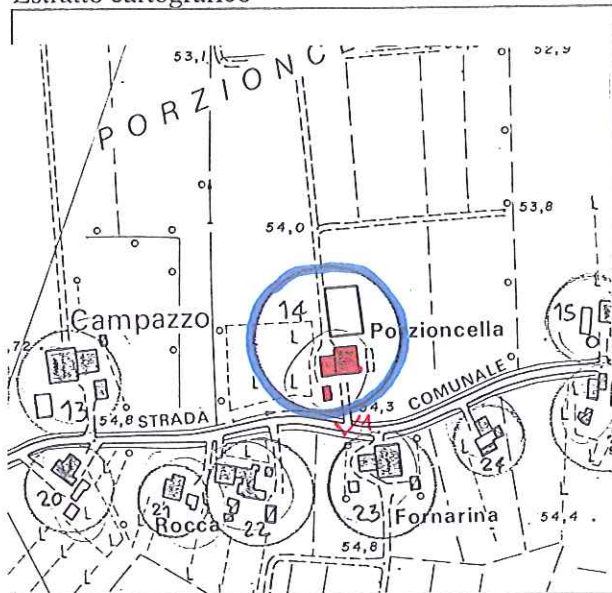 Estratto cartografico
53,1
52,9
PORZIONC
53,8
54,0
14
15
Campazzo
Porzioncella
72
13
54,8
STRADA
54,3
COMUNALE
V1
20
21
Rocca
22
23
Fornarina
24
54,4
54,8
L
L
L
L
L
L
L
L
L
L